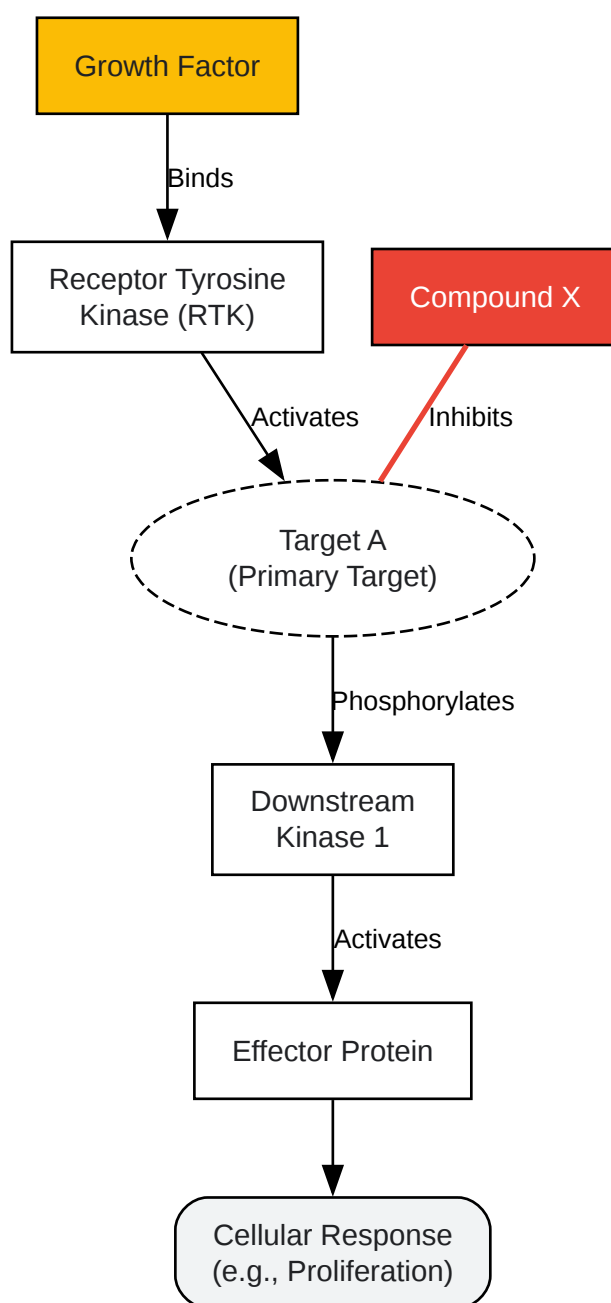 Growth Factor
Binds
Receptor Tyrosine
Kinase (RTK)
Compound X
Activates
Inhibits
Target A
(Primary Target)
Phosphorylates
Downstream
Kinase 1
Activates
Effector Protein
Cellular Response
(e.g., Proliferation)